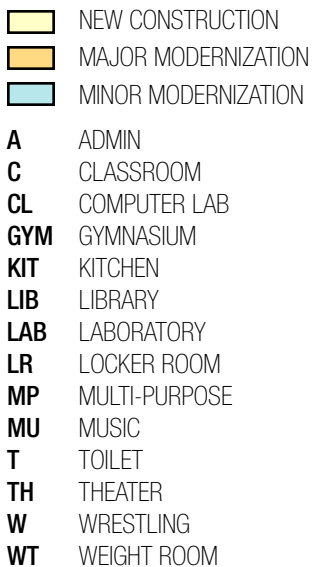 NEW CONSTRUCTION
MAJOR MODERNIZATION
MINOR MODERNIZATION
A ADMIN
C CLASSROOM
CL COMPUTER LAB
GYM GYMNASIUM
KIT KITCHEN
LIB LIBRARY
LAB LABORATORY
LR LOCKER ROOM
MP MULTI-PURPOSE
MU MUSIC
T TOILET
TH THEATER
W WRESTLING
WT WEIGHT ROOM